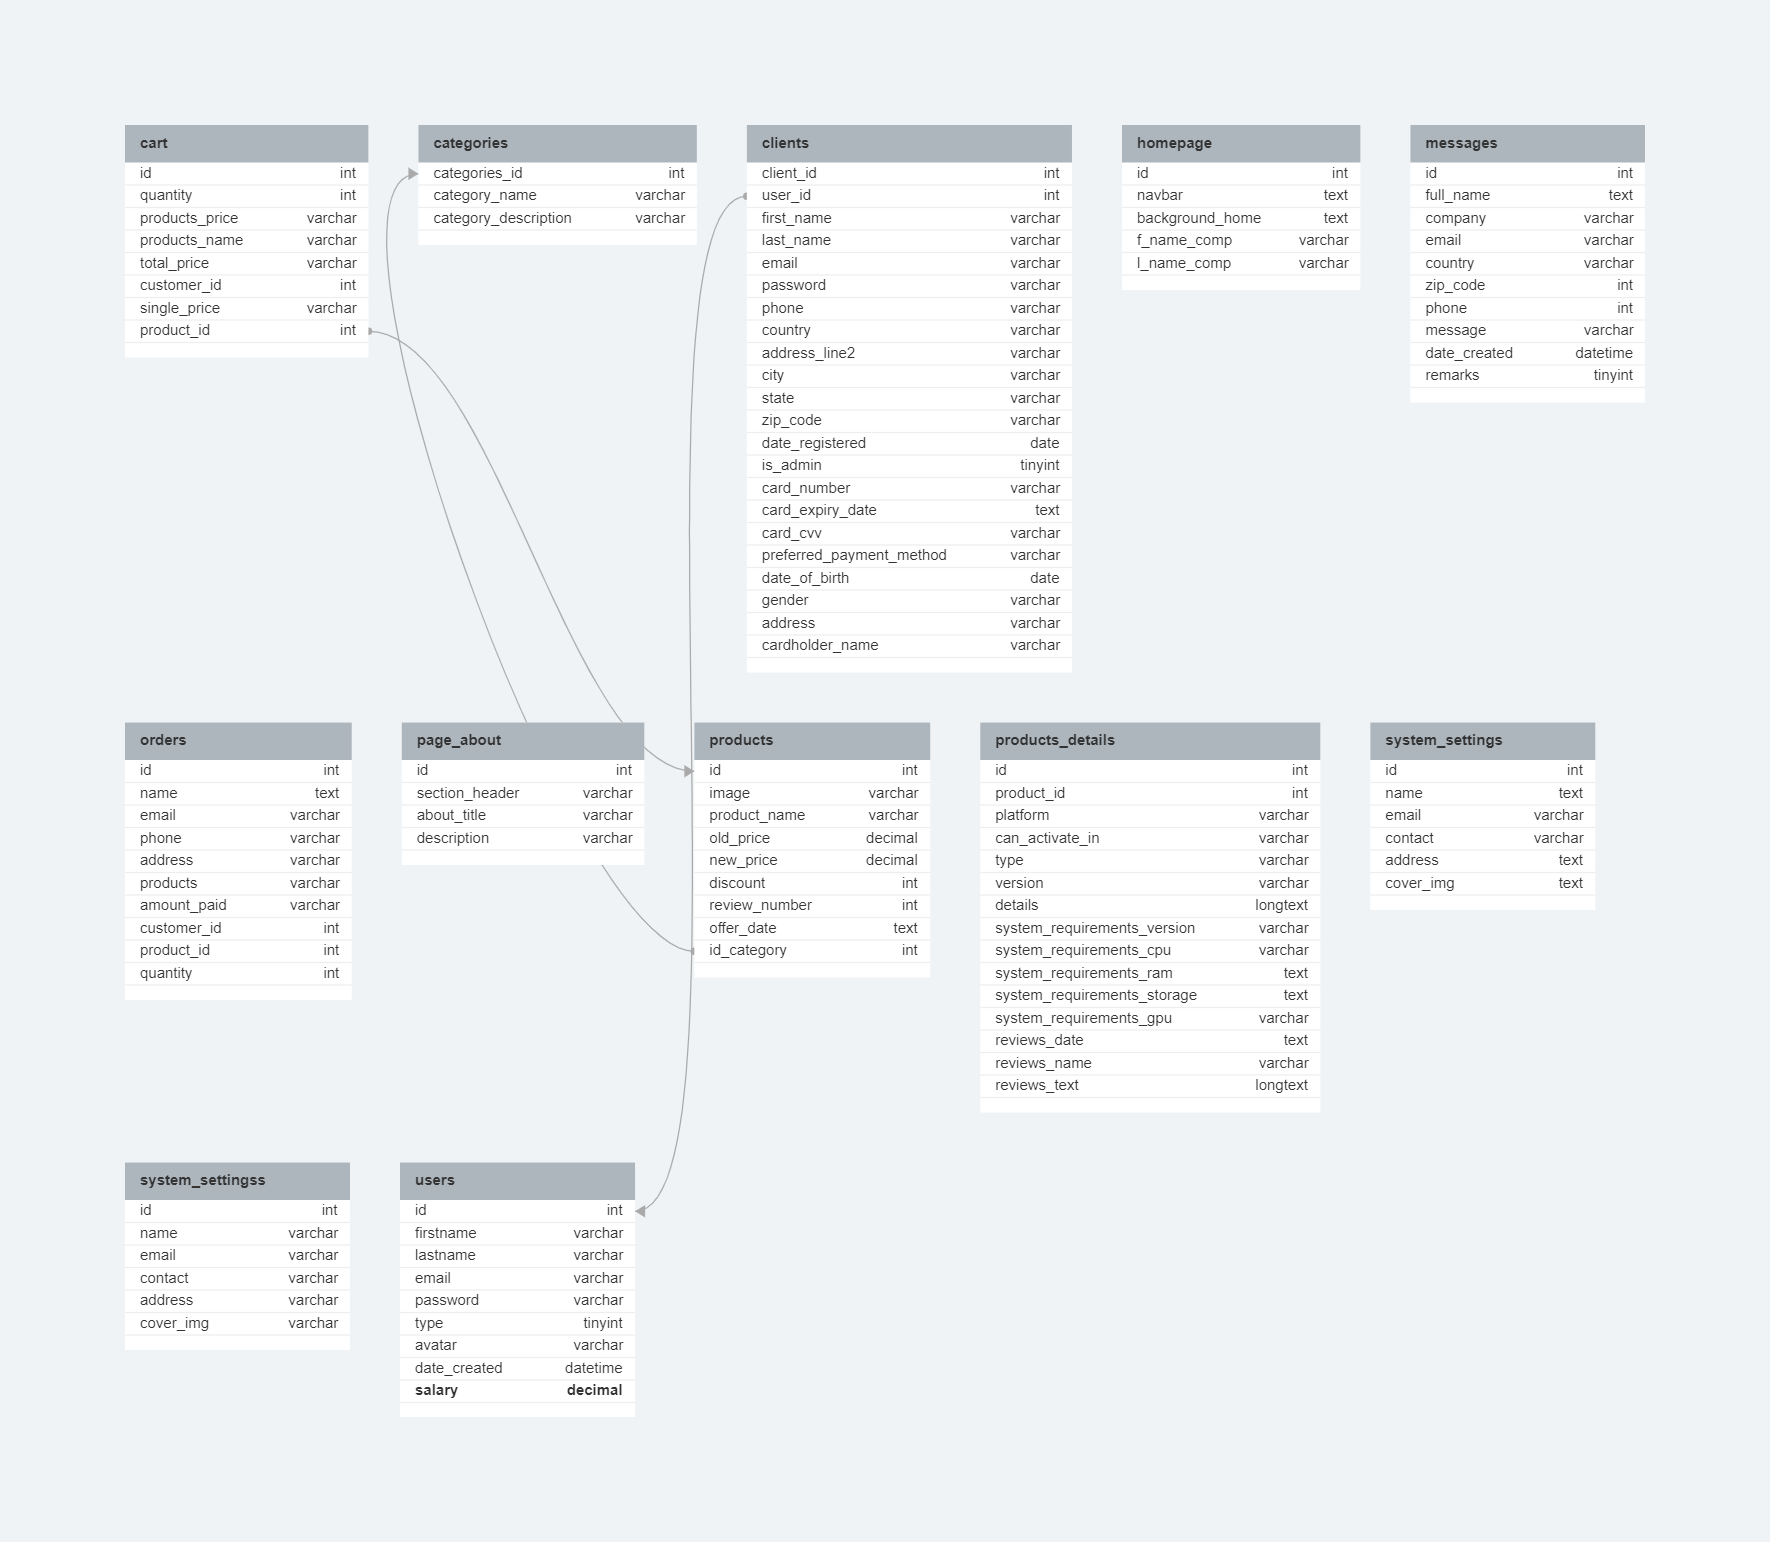 cart
id int
quantity int
products_price varchar
products_name varchar
total_price varchar
customer_id int
single_price varchar
product_id int
categories
categories_id int
category_name varchar
category_description varchar
clients
client_id int
user_id int
first_name varchar
last_name varchar
email varchar
password varchar
phone varchar
country varchar
address_line2 varchar
city varchar
state varchar
zip_code varchar
date_registered date
is_admin tinyint
card_number varchar
card_expiry_date text
card_cvv varchar
preferred_payment_method varchar
date_of_birth date
gender varchar
address varchar
cardholder_name varchar
homepage
id int
navbar text
background_home text
f_name_comp varchar
l_name_comp varchar
messages
id int
full_name text
company varchar
email varchar
country varchar
zip_code int
phone int
message varchar
date_created datetime
remarks tinyint
orders
id int
name text
email varchar
phone varchar
address varchar
products varchar
amount_paid varchar
customer_id int
product_id int
quantity int
page_about
id int
section_header varchar
about_title varchar
description varchar
products
id int
image varchar
product_name varchar
old_price decimal
new_price decimal
discount int
review_number int
offer_date text
id_category int
products_details
id int
product_id int
platform varchar
can_activate_in varchar
type varchar
version varchar
details longtext
system_requirements_version varchar
system_requirements_cpu varchar
system_requirements_ram text
system_requirements_storage text
system_requirements_gpu varchar
reviews_date text
reviews_name varchar
reviews_text longtext
system_settings
id int
name text
email varchar
contact varchar
address text
cover_img text
system_settingss
id int
name varchar
email varchar
contact varchar
address varchar
cover_img varchar
users
id int
firstname varchar
lastname varchar
email varchar
password varchar
type tinyint
avatar varchar
date_created datetime
salary decimal